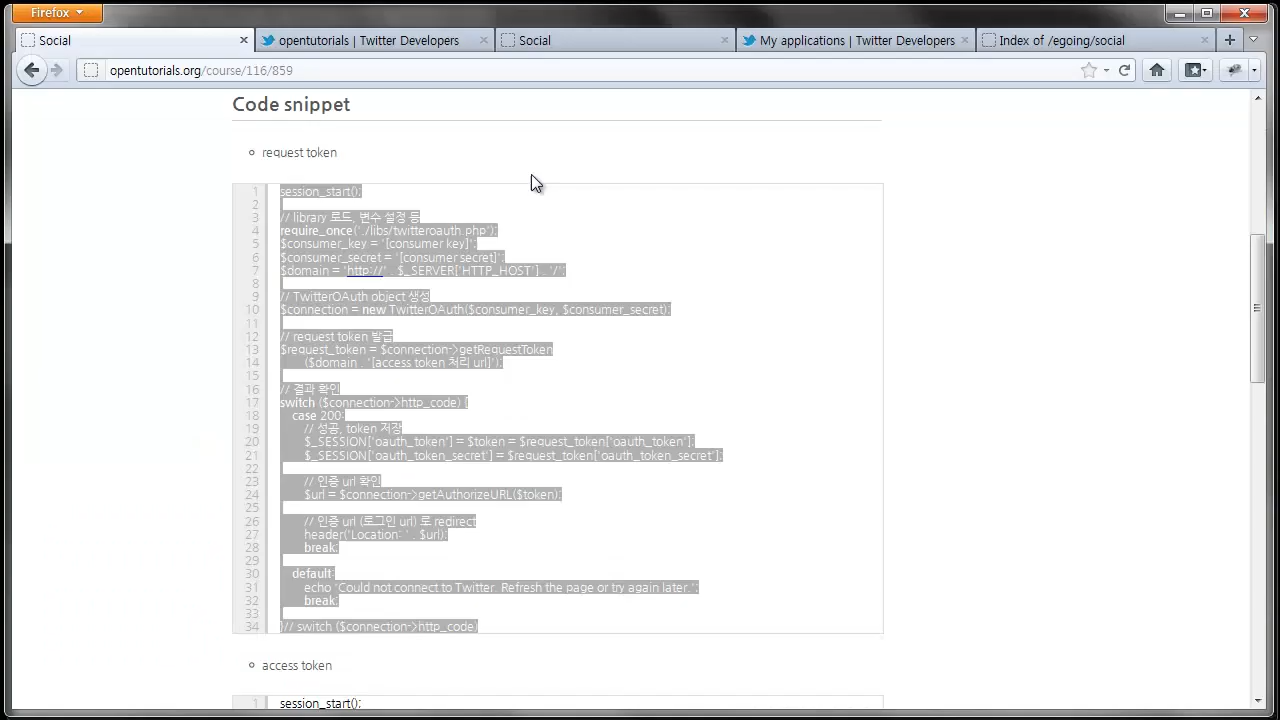 Firefox
Social
opentutorials | Twitter Developers
Social
My applications | Twitter Developers
Index of /egoing/social
opentutorials.org/course/116/859
Code snippet
request token
1 session_start();
2
3 // library 로드, 변수 설정 등
4 require_once('./libs/twitteroauth.php');
5 $consumer_key = '[consumer key]';
6 $consumer_secret = '[consumer secret]';
7 $domain = 'http://' . $_SERVER['HTTP_HOST'] . '/';
8
9 // TwitterOAuth object 생성
10 $connection = new TwitterOAuth($consumer_key, $consumer_secret);
11
12 // request token 발급
13 $request_token = $connection->getRequestToken
14 ($domain . '[access token 처리 url]');
15
16 // 결과 확인
17 switch ($connection->http_code) {
18 case 200:
19 // 성공, token 저장
20 $_SESSION['oauth_token'] = $token = $request_token['oauth_token'];
21 $_SESSION['oauth_token_secret'] = $request_token['oauth_token_secret'];
22
23 // 인증 url 확인
24 $url = $connection->getAuthorizeURL($token);
25
26 // 인증 url (로그인 url) 로 redirect
27 header('Location: ' . $url);
28 break;
29
30 default:
31 echo 'Could not connect to Twitter. Refresh the page or try again later.';
32 break;
33
34 }// switch ($connection->http_code)
access token
1 session_start();